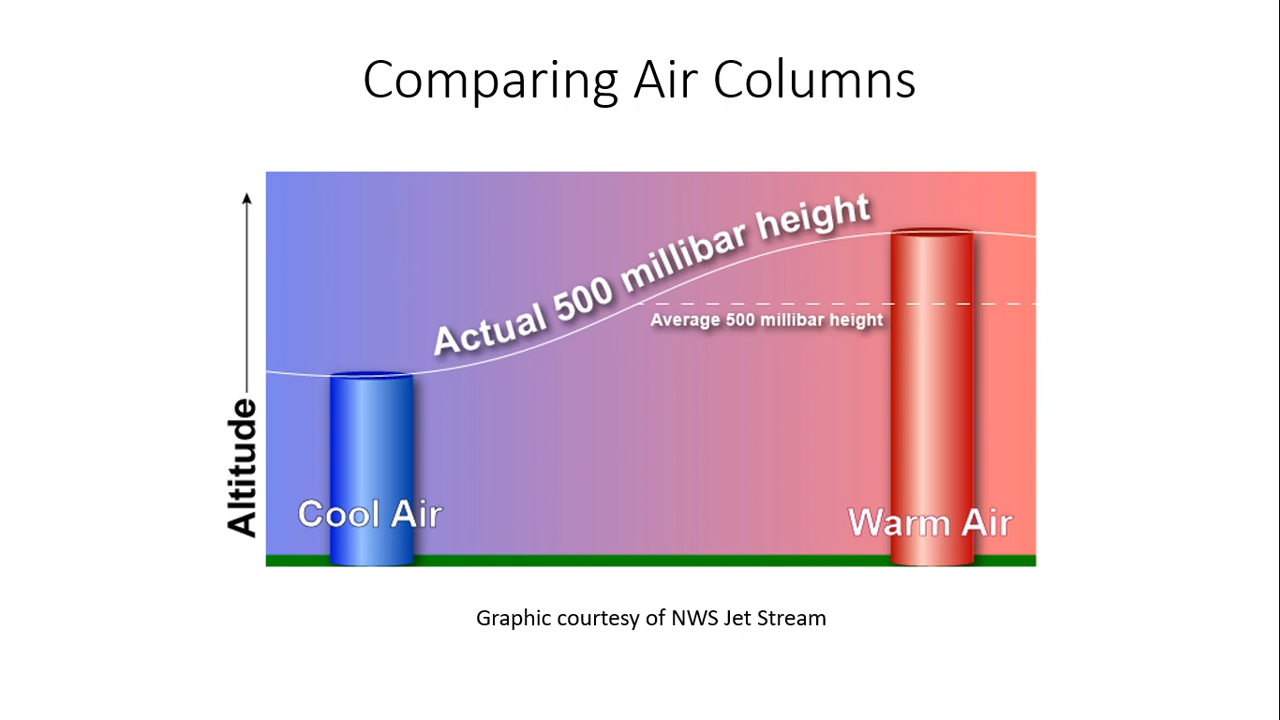 Comparing Air Columns
Actual 500 millibar height
Average 500 millibar height
Altitude
Cool Air
Warm Air
Graphic courtesy of NWS Jet Stream